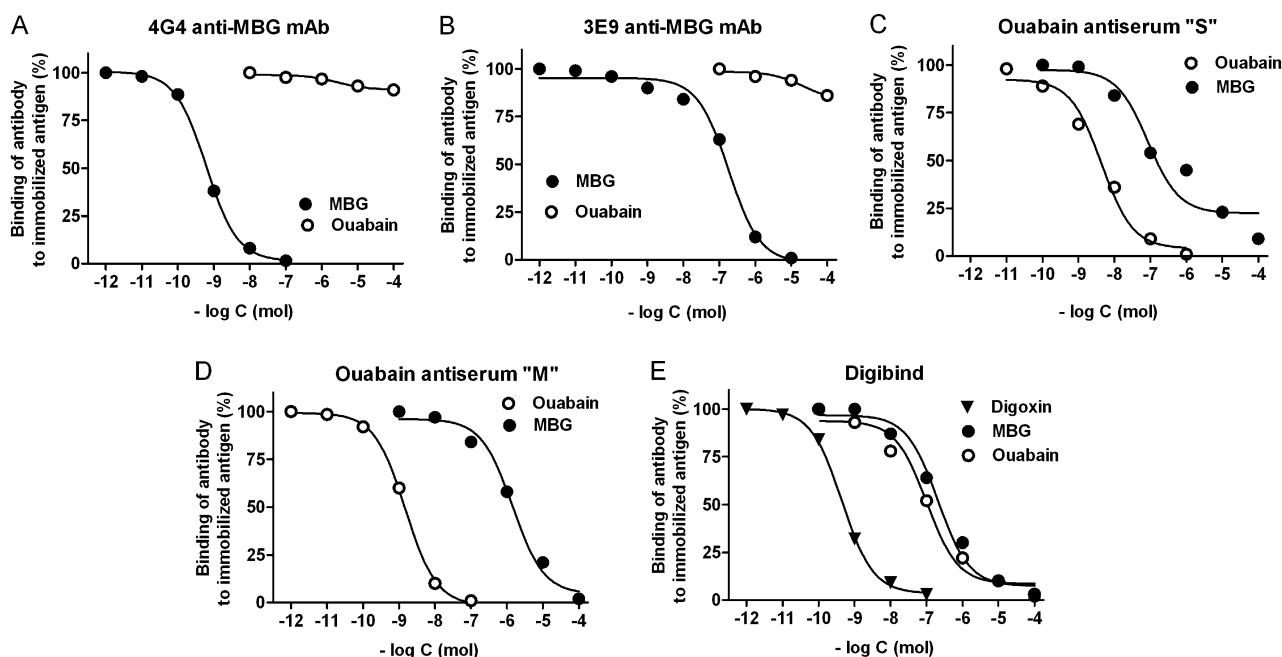 A
4G4 anti-MBG mAb
Binding of antibody
to immobilized antigen (%)
100
75
50
25
0
MBG
Ouabain
-12 -11 -10 -9 -8 -7 -6 -5 -4
- log C (mol)
B
3E9 anti-MBG mAb
Binding of antibody
to immobilized antigen (%)
100
75
50
25
0
MBG
Ouabain
-12 -11 -10 -9 -8 -7 -6 -5 -4
- log C (mol)
C
Ouabain antiserum "S"
Binding of antibody
to immobilized antigen (%)
100
75
50
25
0
Ouabain
MBG
-12 -11 -10 -9 -8 -7 -6 -5 -4
- log C (mol)
D
Ouabain antiserum "M"
Binding of antibody
to immobilized antigen (%)
100
75
50
25
0
Ouabain
MBG
-12 -11 -10 -9 -8 -7 -6 -5 -4
- log C (mol)
E
Digibind
Binding of antibody
to immobilized antigen (%)
100
75
50
25
0
Digoxin
MBG
Ouabain
-12 -11 -10 -9 -8 -7 -6 -5 -4
- log C (mol)